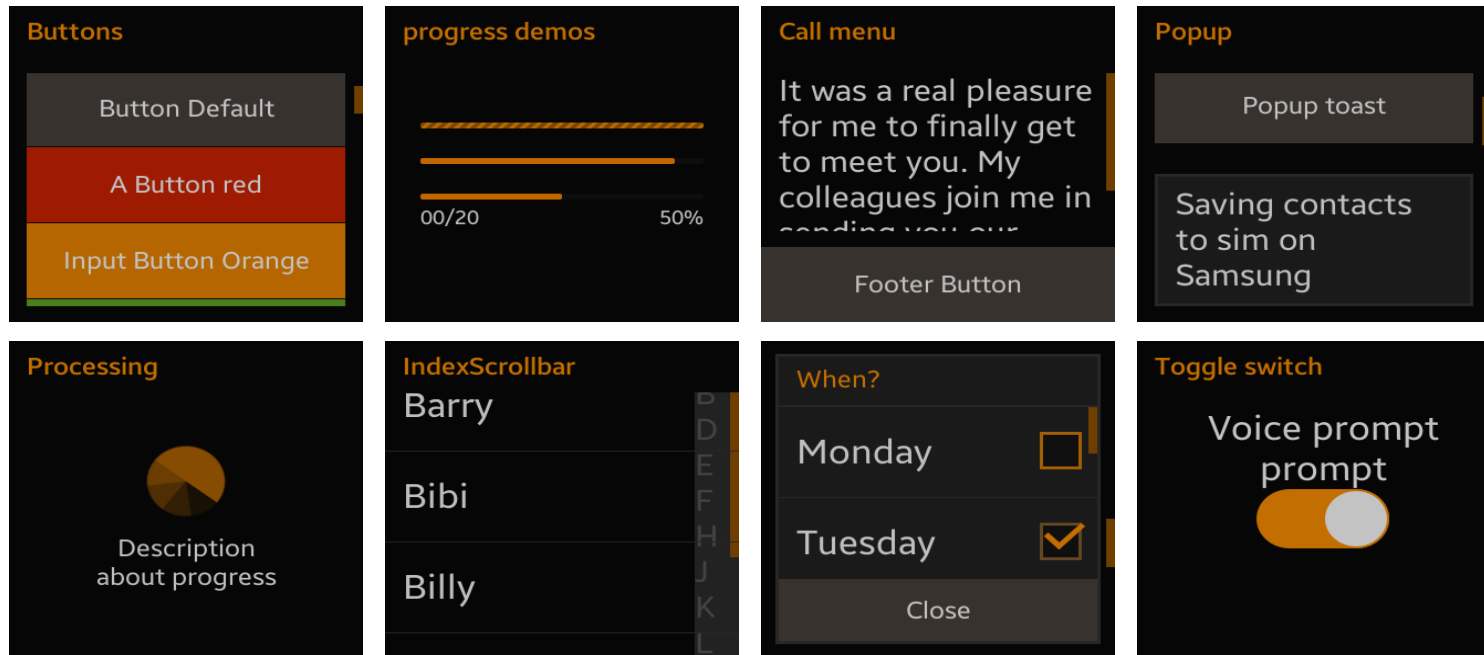 Buttons
Button Default
A Button red
Input Button Orange
progress demos
00/20 50%
Call menu
It was a real pleasure
for me to finally get
to meet you. My
colleagues join me in
sending you our
Footer Button
Popup
Popup toast
Saving contacts
to sim on
Samsung
Processing
Description
about progress
IndexScrollbar
Barry
Bibi
Billy
B
D
E
F
H
J
K
L
When?
Monday
Tuesday
Close
Toggle switch
Voice prompt
prompt